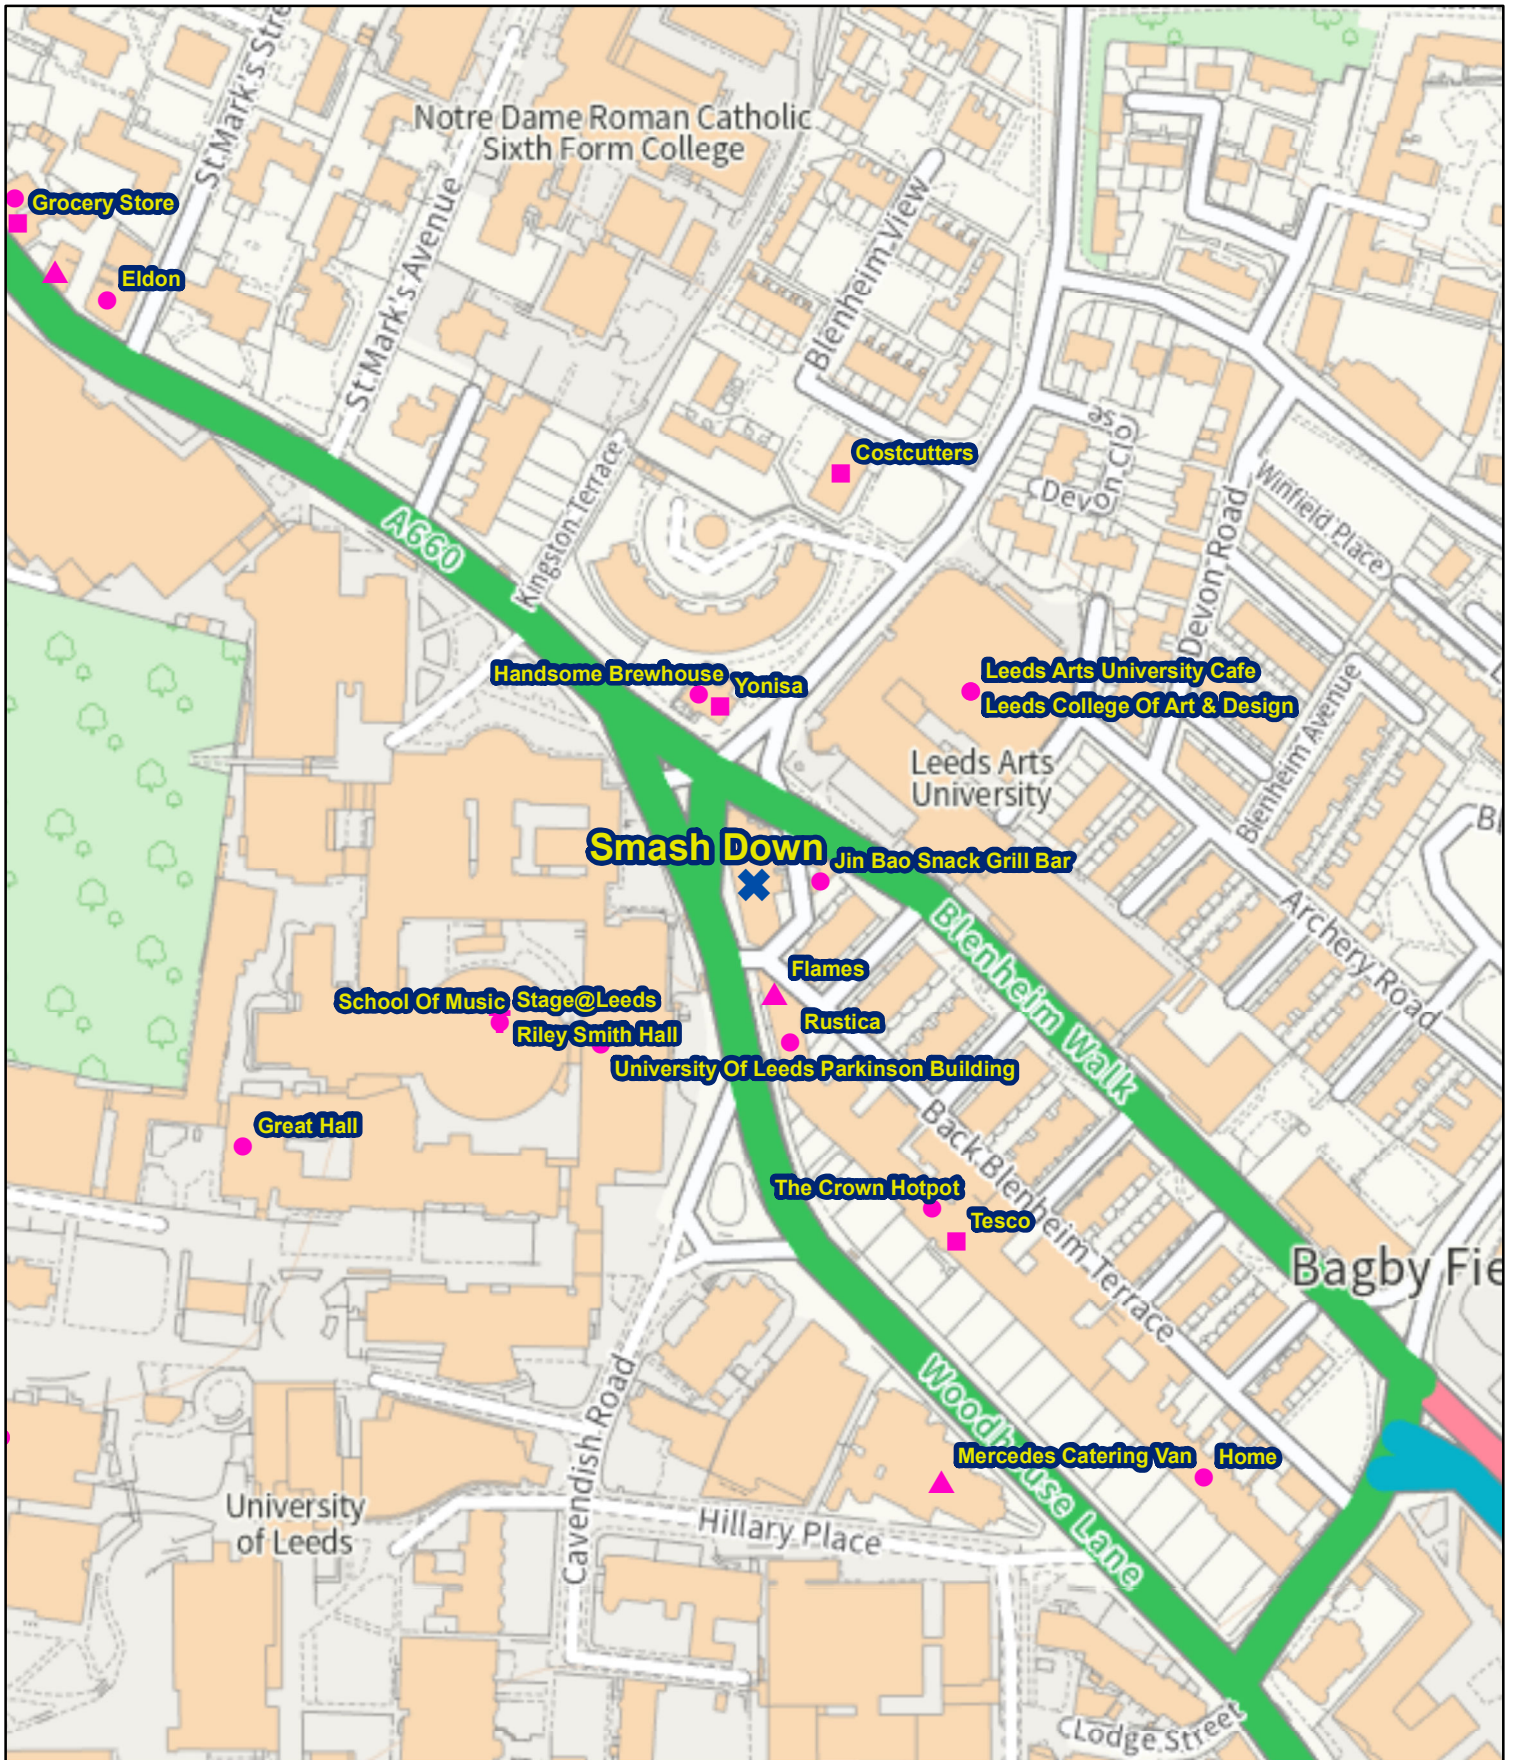 St Mark's Stre
Notre Dame Roman Catholic
Sixth Form College
St Mark's Avenue
Blenheim View
Grocery Store
Eldon
Costcutters
Devon Close
Winfield Place
A660
Kingston Terrace
Devon Road
Handsome Brewhouse
Yonisa
Leeds Arts University Cafe
Leeds College Of Art & Design
Blenheim Avenue
Leeds Arts
University
Bl
Smash Down
Jin Bao Snack Grill Bar
Archery Road
Blenheim Walk
Flames
School Of Music
Stage@Leeds
Rustica
Riley Smith Hall
University Of Leeds Parkinson Building
Great Hall
Back Blenheim Terrace
The Crown Hotpot
Tesco
Bagby Fie
Cavendish Road
Woodhouse Lane
Mercedes Catering Van
Home
University
of Leeds
Hillary Place
Lodge Street